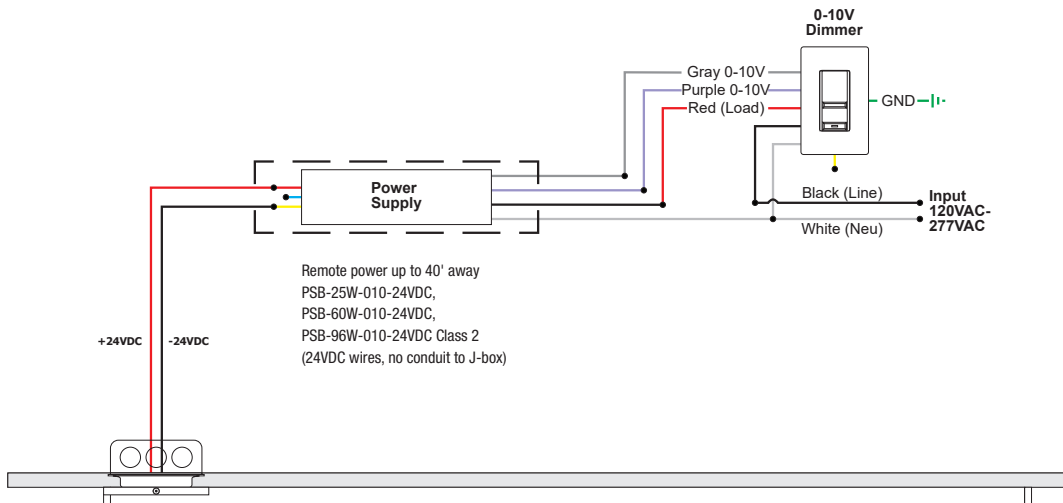 0-10V
Dimmer
Gray 0-10V
Purple 0-10V
Red (Load)
GND
Power
Supply
Black (Line)
White (Neu)
Input
120VAC-
277VAC
Remote power up to 40' away
PSB-25W-010-24VDC,
PSB-60W-010-24VDC,
PSB-96W-010-24VDC Class 2
(24VDC wires, no conduit to J-box)
+24VDC
-24VDC